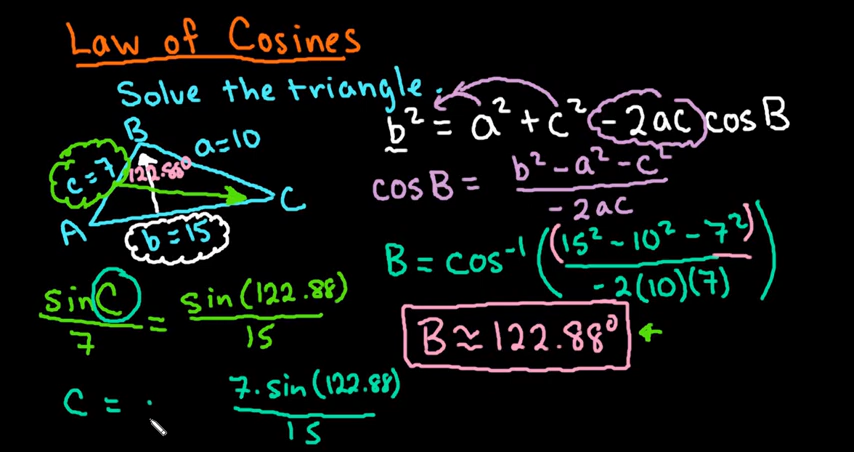 Law of Cosines
Solve the triangle.
B
a=10
c=7
122.88°
A
C
b=15
b² = a² + c² - 2ac cos B
cos B = (b² - a² - c²) / (-2ac)
B = cos⁻¹ ((15² - 10² - 7²) / (-2(10)(7)))
B ≈ 122.88°
sin C / 7 = sin(122.88) / 15
C = 7·sin(122.88) / 15